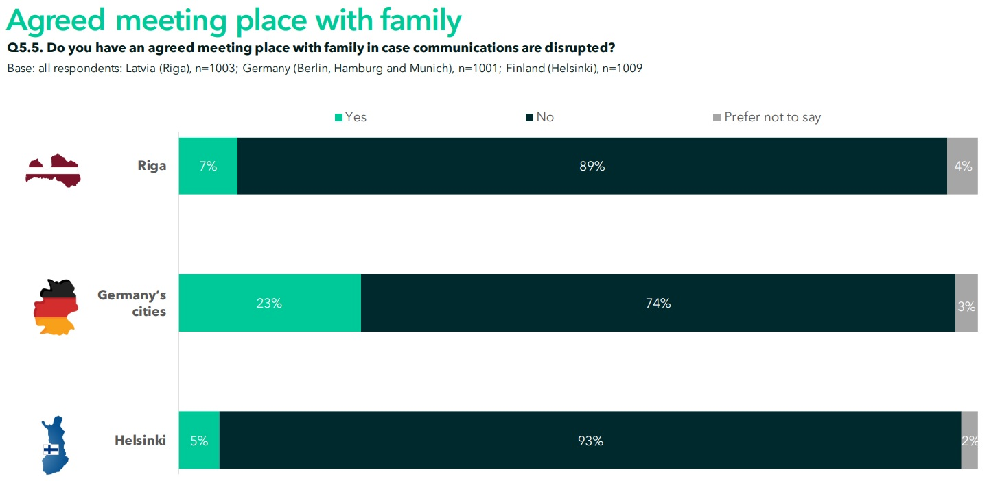 Agreed meeting place with family
Q5.5. Do you have an agreed meeting place with family in case communications are disrupted?
Base: all respondents: Latvia (Riga), n=1003; Germany (Berlin, Hamburg and Munich), n=1001; Finland (Helsinki), n=1009
Yes No Prefer not to say
Riga 7% 89% 4%
Germany’s
cities 23% 74% 3%
Helsinki 5% 93% 2%